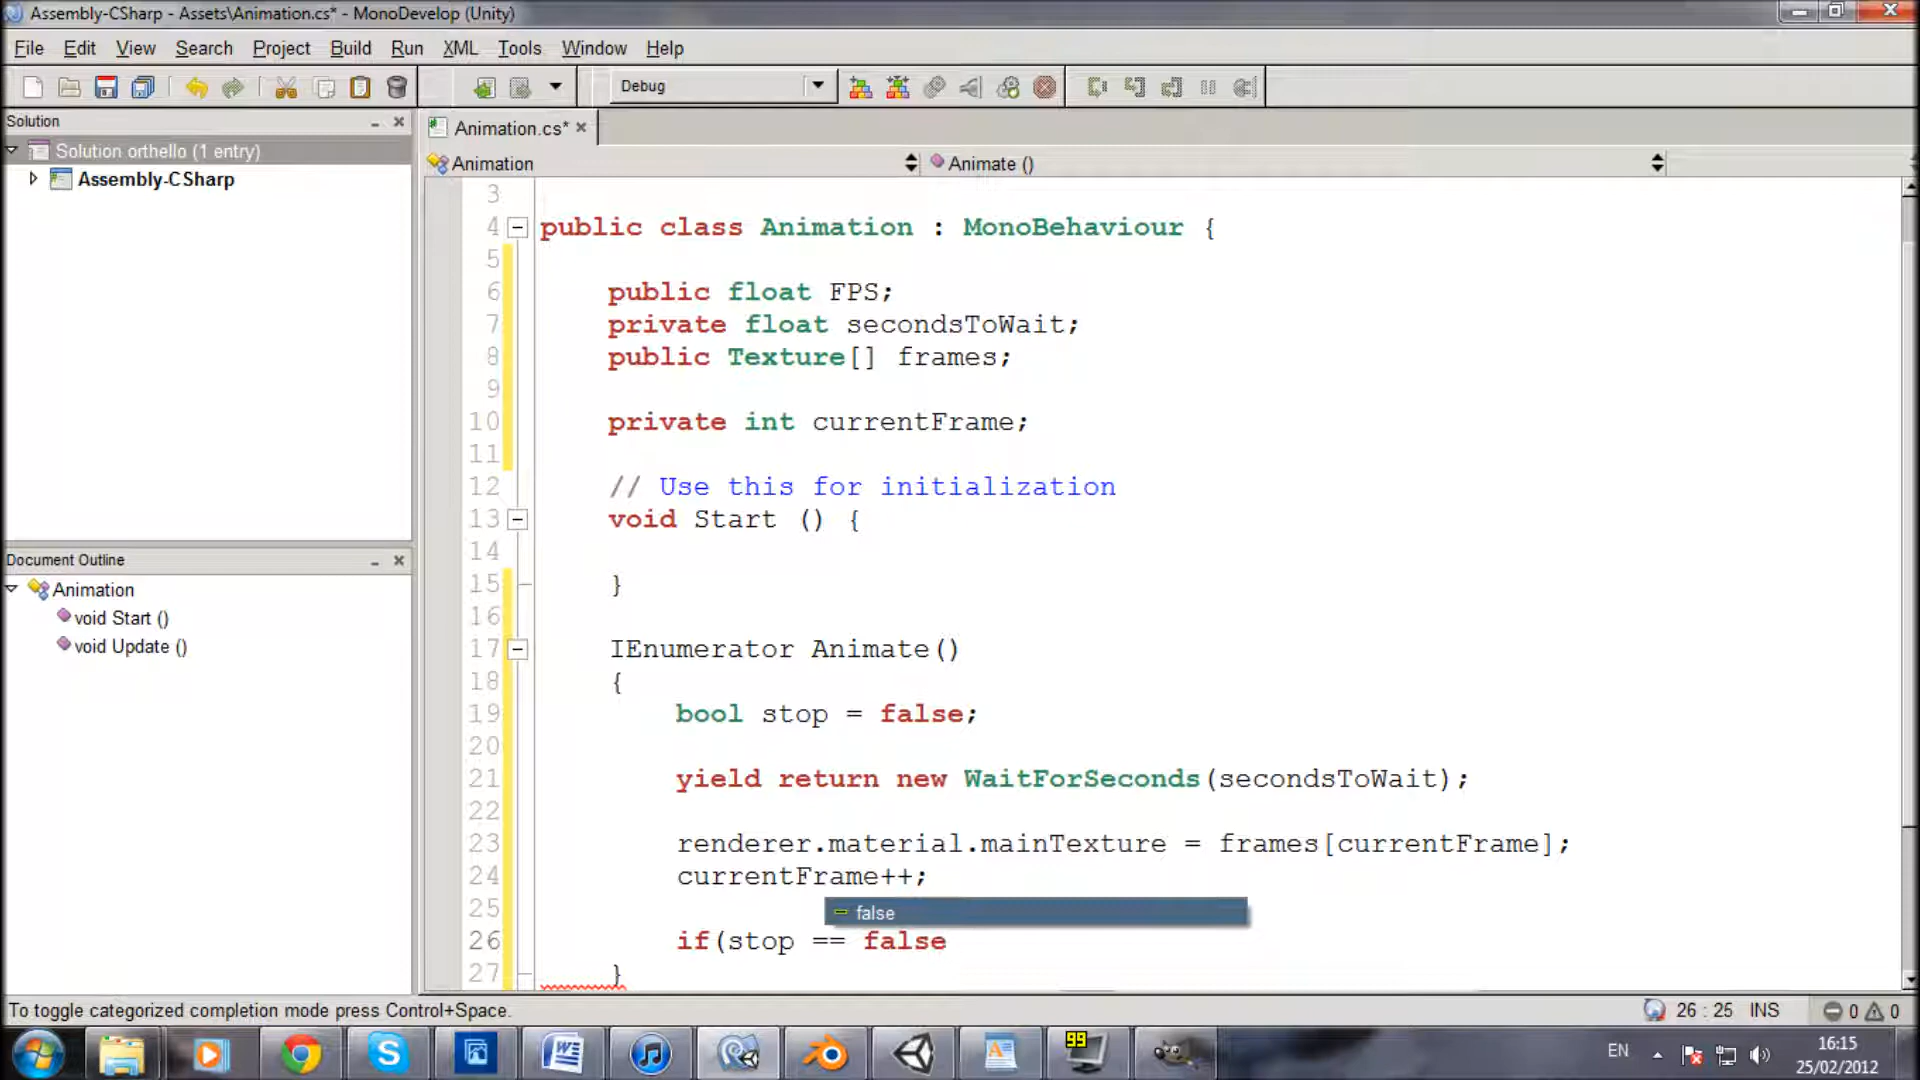 Assembly-CSharp - Assets\Animation.cs* - MonoDevelop (Unity)
File Edit View Search Project Build Run XML Tools Window Help
Debug
Solution
Solution orthello (1 entry)
Assembly-CSharp
Document Outline
Animation
void Start ()
void Update ()
Animation.cs*
Animation
Animate ()
3
4 public class Animation : MonoBehaviour {
5
6 public float FPS;
7 private float secondsToWait;
8 public Texture[] frames;
9
10 private int currentFrame;
11
12 // Use this for initialization
13 void Start () {
14
15 }
16
17 IEnumerator Animate()
18 {
19 bool stop = false;
20
21 yield return new WaitForSeconds(secondsToWait);
22
23 renderer.material.mainTexture = frames[currentFrame];
24 currentFrame++;
25
false
26 if(stop == false
27 }
To toggle categorized completion mode press Control+Space.
26 : 25 INS 0 0
99
EN
16:15
25/02/2012